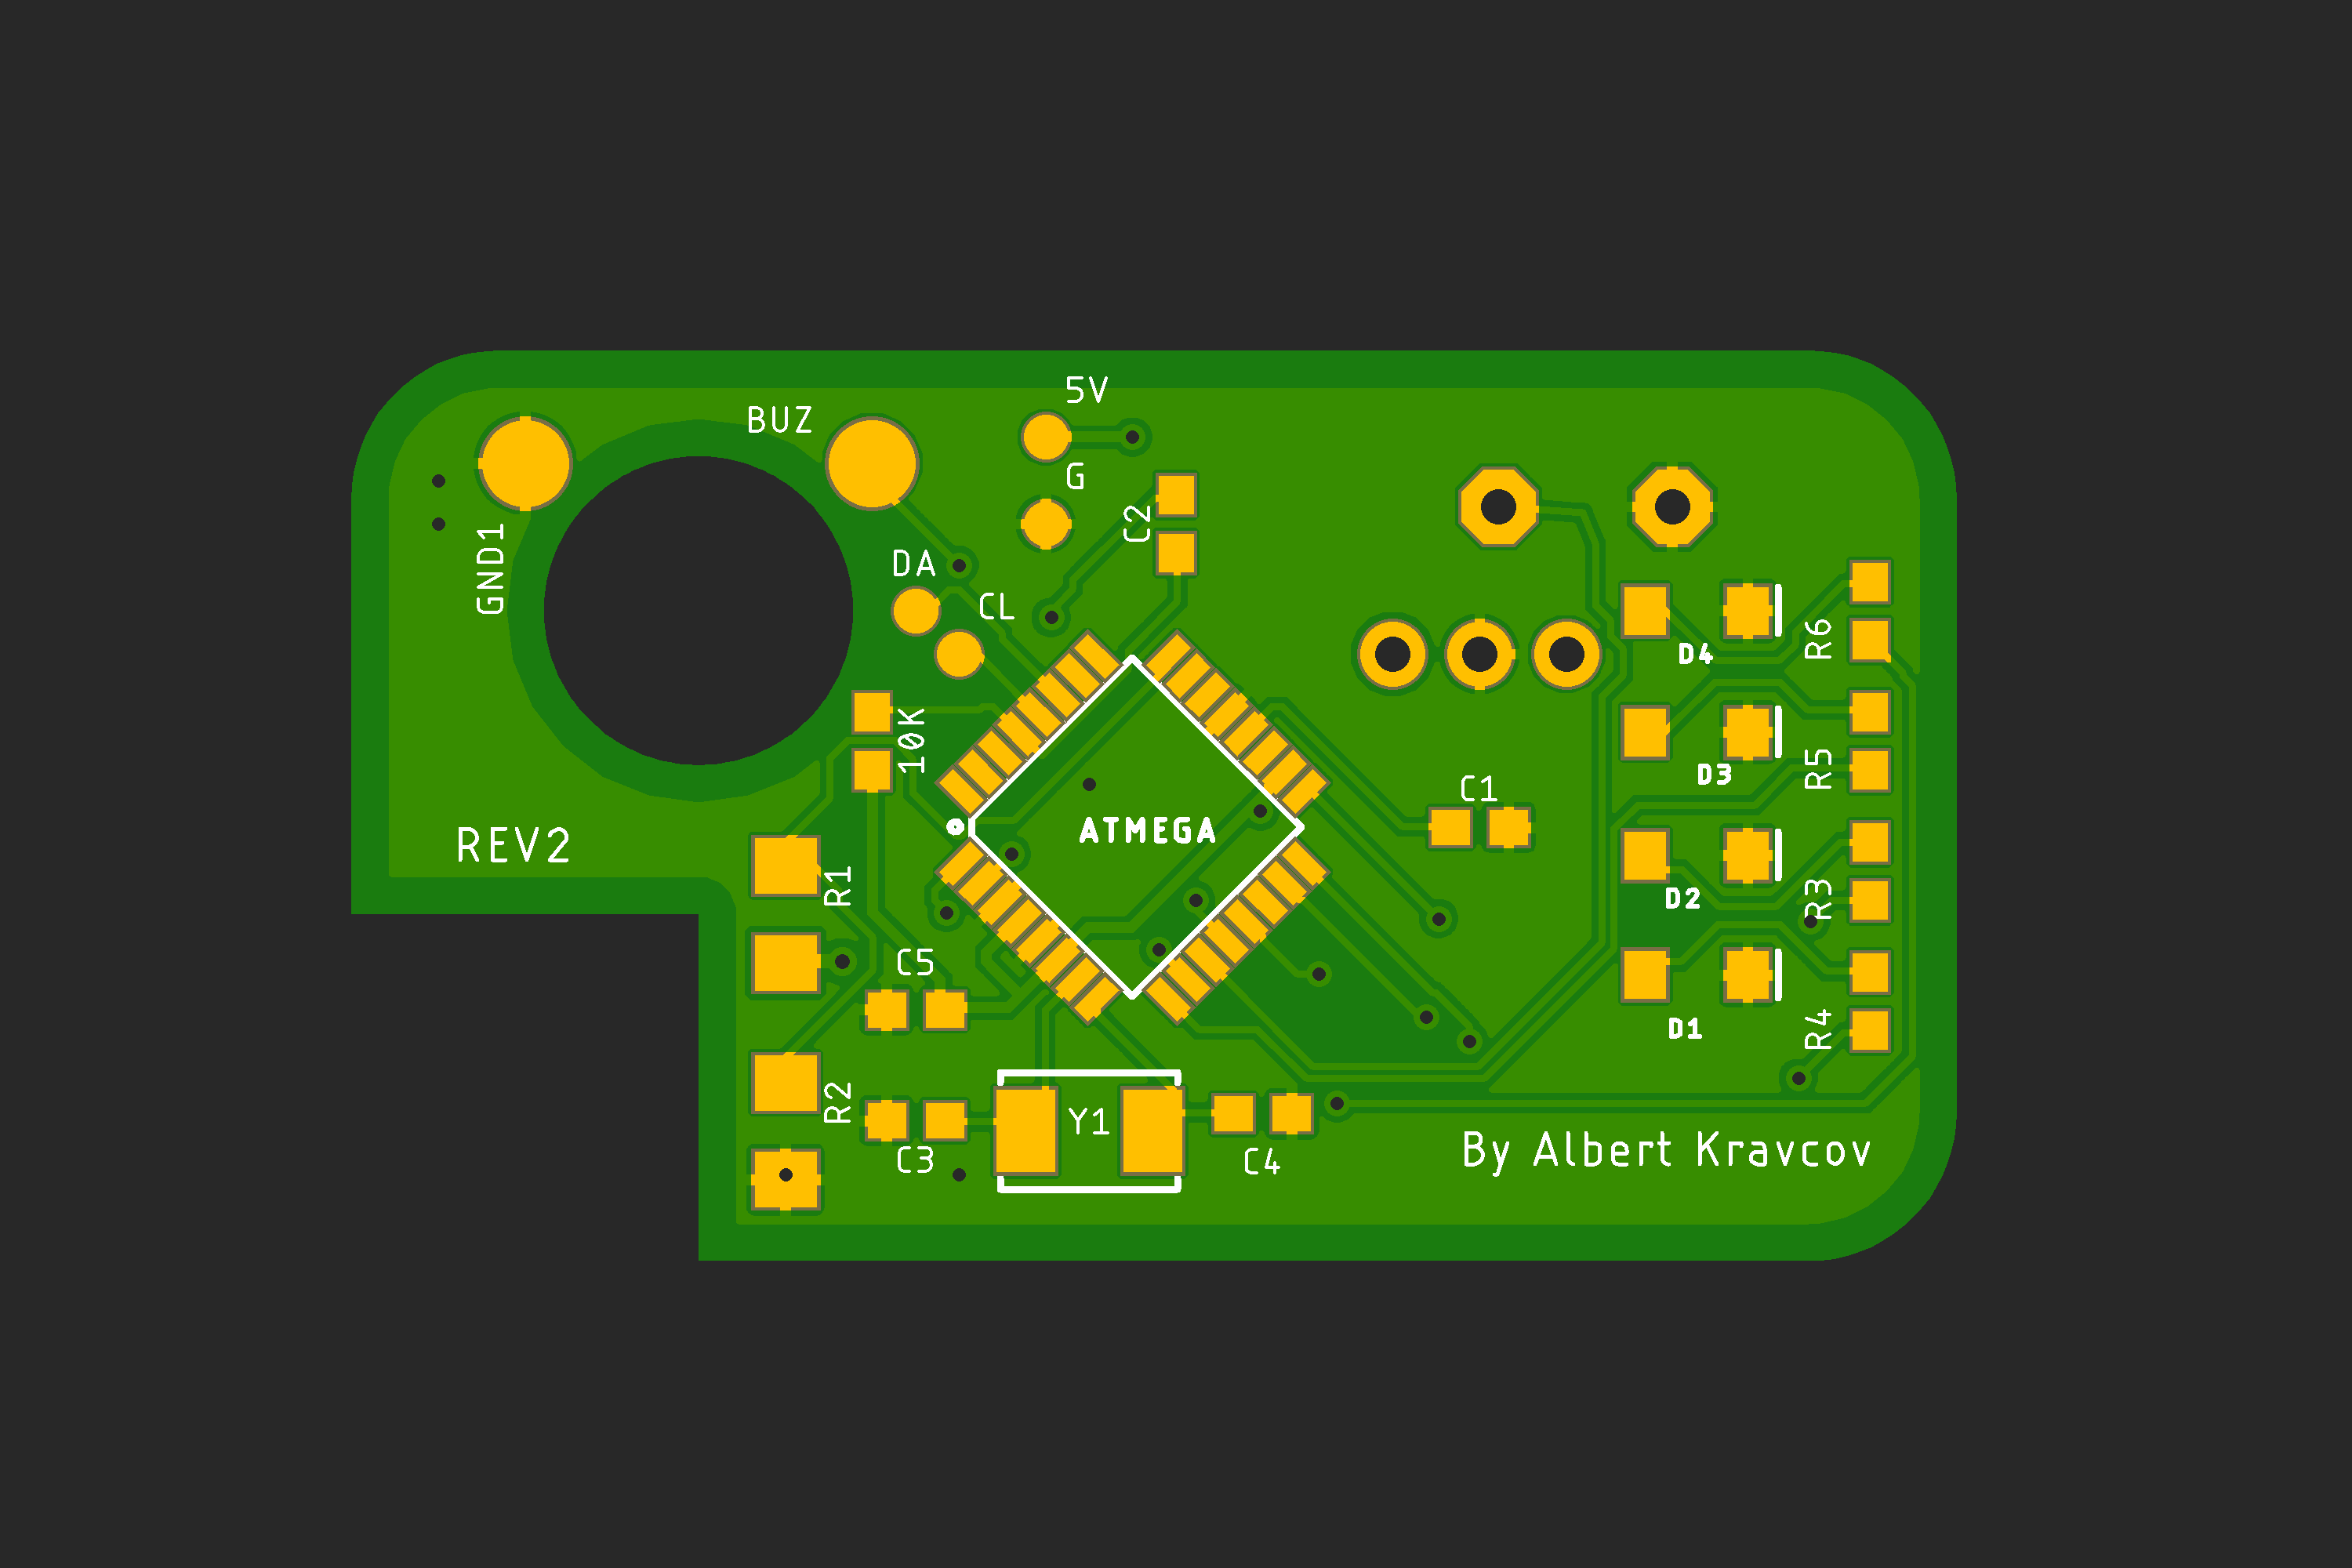 5V
BUZ
G
C2
GND1
DA
CL
R6
D4
10K
D3
R5
C1
ATMEGA
REV2
R1
D2
R3
C5
D1
R4
R2
Y1
C3
C4
By Albert Kravcov